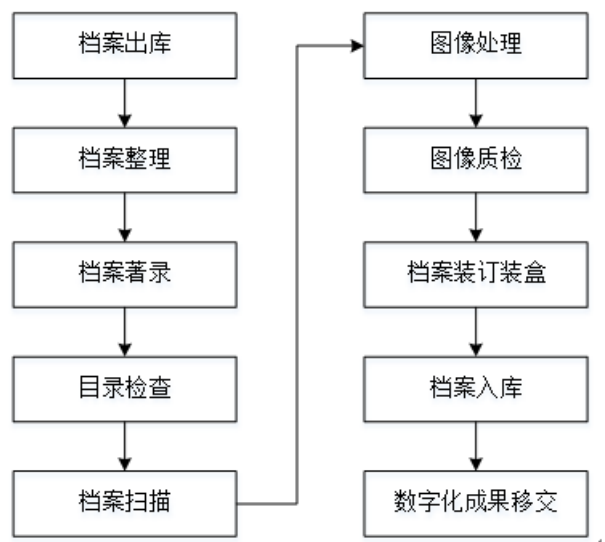 档案出库
档案整理
档案著录
目录检查
档案扫描
图像处理
图像质检
档案装订装盒
档案入库
数字化成果移交